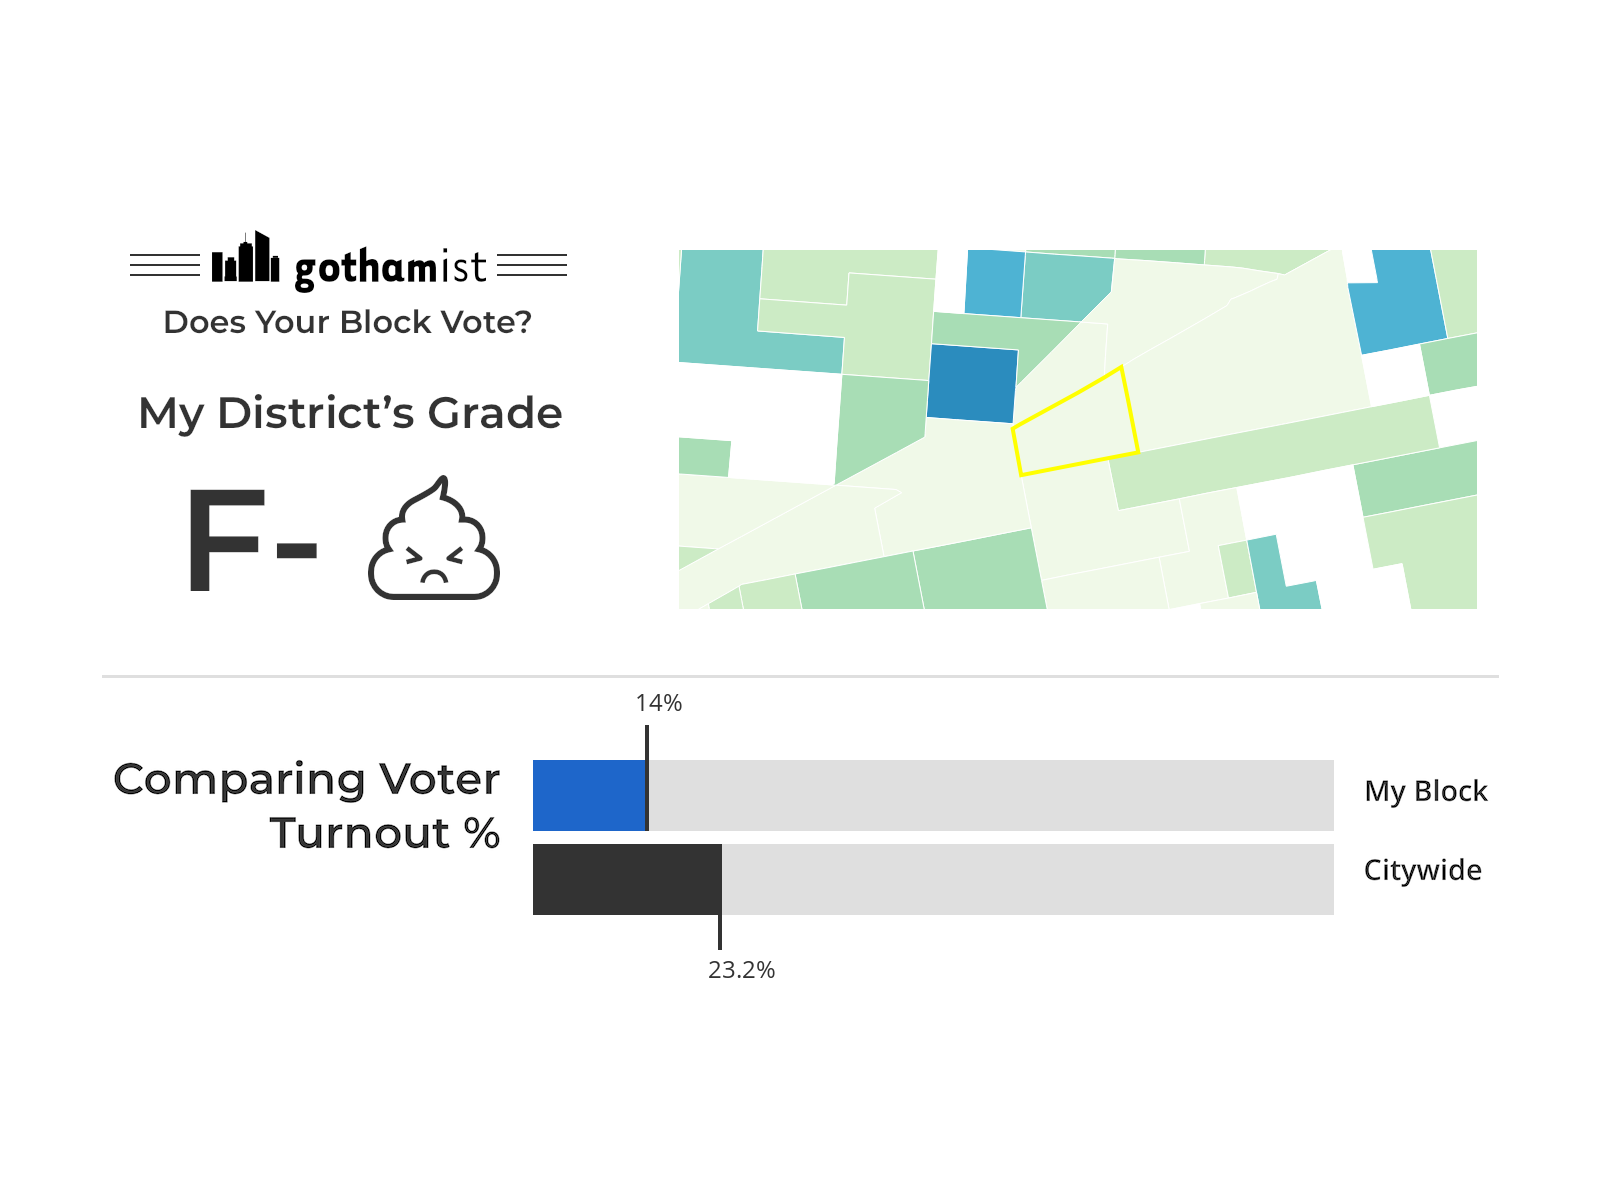 gothamist
Does Your Block Vote?
My District’s Grade
F-
14%
Comparing Voter
Turnout %
My Block
Citywide
23.2%